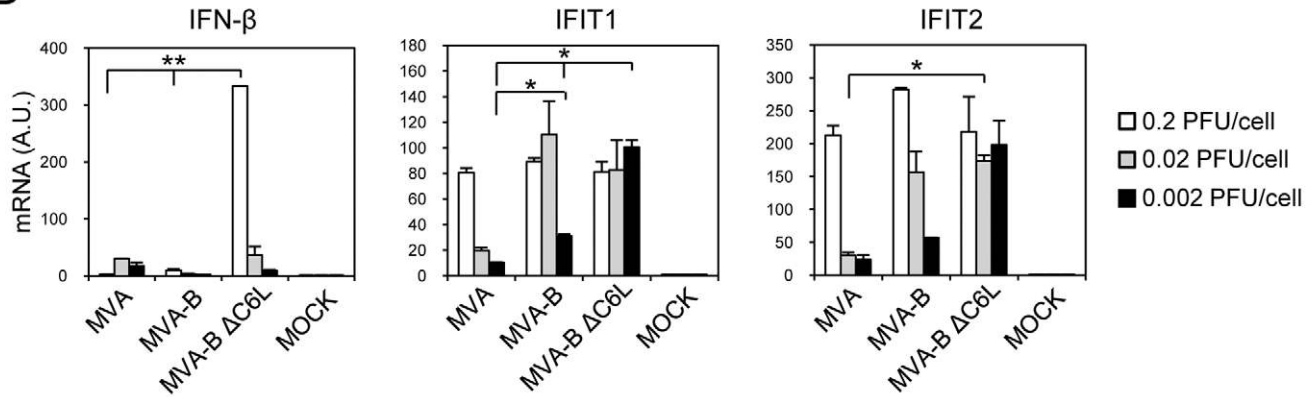 IFN-β
mRNA (A.U.)
400
300
200
100
0
MVA
MVA-B
MVA-B ΔC6L
MOCK
**
IFIT1
180
160
140
120
100
80
60
40
20
0
MVA
MVA-B
MVA-B ΔC6L
MOCK
*
*
IFIT2
350
300
250
200
150
100
50
0
MVA
MVA-B
MVA-B ΔC6L
MOCK
*
0.2 PFU/cell
0.02 PFU/cell
0.002 PFU/cell